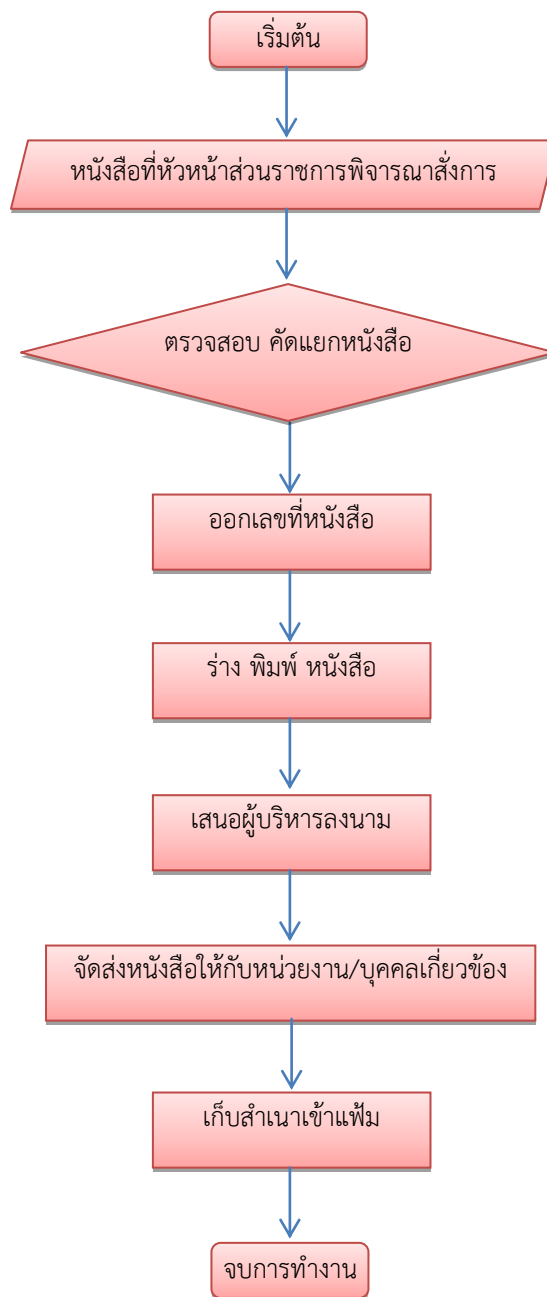 เริ่มต้น
หนังสือที่หัวหน้าส่วนราชการพิจารณาสั่งการ
ตรวจสอบ คัดแยกหนังสือ
ออกเลขที่หนังสือ
ร่าง พิมพ์ หนังสือ
เสนอผู้บริหารลงนาม
จัดส่งหนังสือให้กับหน่วยงาน/บุคคลเกี่ยวข้อง
เก็บสำเนาเข้าแฟ้ม
จบการทำงาน